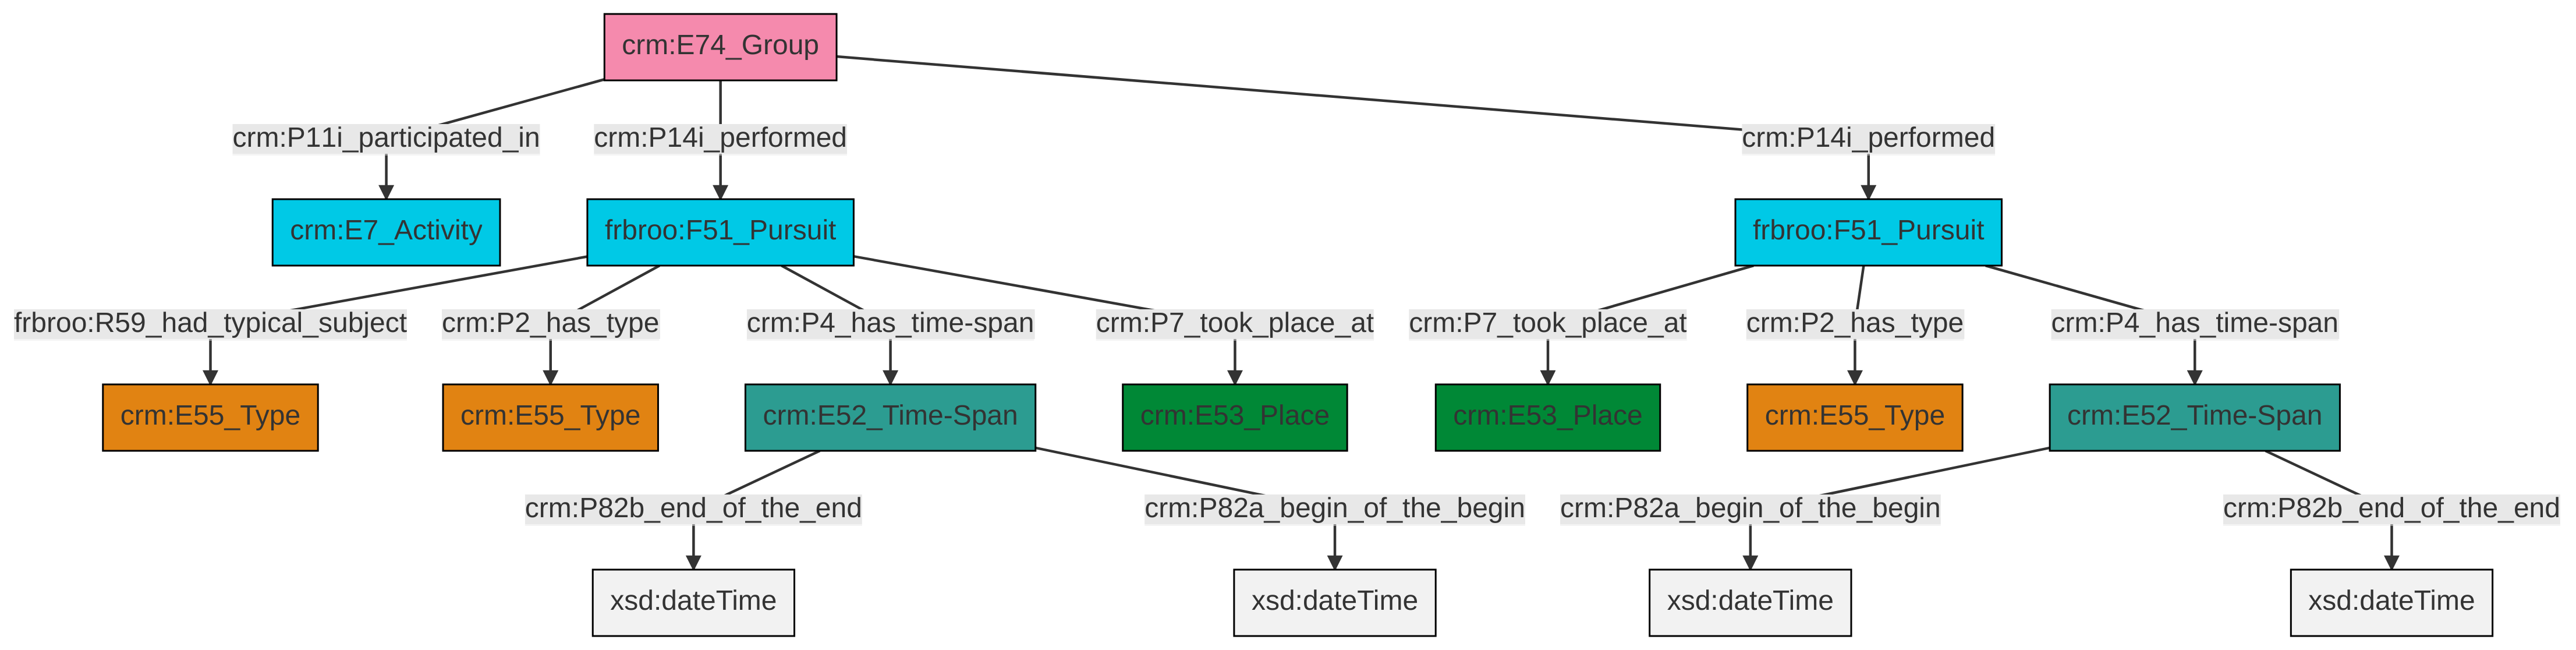 crm:E74_Group
crm:P11i_participated_in
crm:P14i_performed
crm:P14i_performed
crm:E7_Activity
frbroo:F51_Pursuit
frbroo:F51_Pursuit
frbroo:R59_had_typical_subject
crm:P2_has_type
crm:P4_has_time-span
crm:P7_took_place_at
crm:P7_took_place_at
crm:P2_has_type
crm:P4_has_time-span
crm:E55_Type
crm:E55_Type
crm:E52_Time-Span
crm:E53_Place
crm:E53_Place
crm:E55_Type
crm:E52_Time-Span
crm:P82b_end_of_the_end
crm:P82a_begin_of_the_begin
crm:P82a_begin_of_the_begin
crm:P82b_end_of_the_end
xsd:dateTime
xsd:dateTime
xsd:dateTime
xsd:dateTime